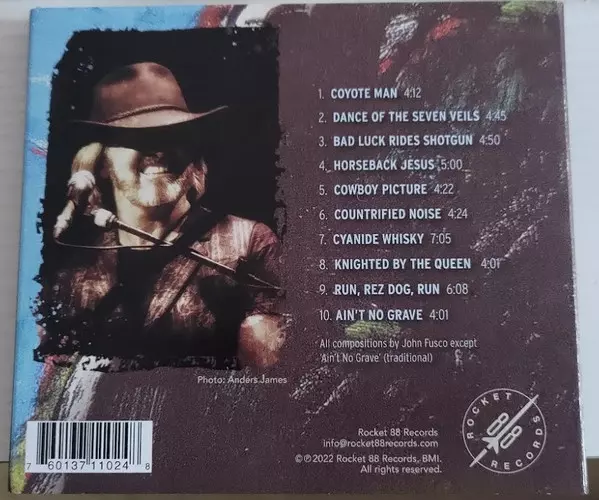 1. COYOTE MAN 4:12
2. DANCE OF THE SEVEN VEILS 4:45
3. BAD LUCK RIDES SHOTGUN 4:50
4. HORSEBACK JESUS 5:00
5. COWBOY PICTURE 4:22
6. COUNTRIFIED NOISE 4:24
7. CYANIDE WHISKY 7:05
8. KNIGHTED BY THE QUEEN 4:01
9. RUN, REZ DOG, RUN 6:08
10. AIN'T NO GRAVE 4:01
All compositions by John Fusco except
'Ain't No Grave' (traditional)
Photo: Anders James
Rocket 88 Records
info@rocket88records.com
©℗2022 Rocket 88 Records, BMI.
All rights reserved.
ROCKET
88
RECORDS
7 60137 11024 8